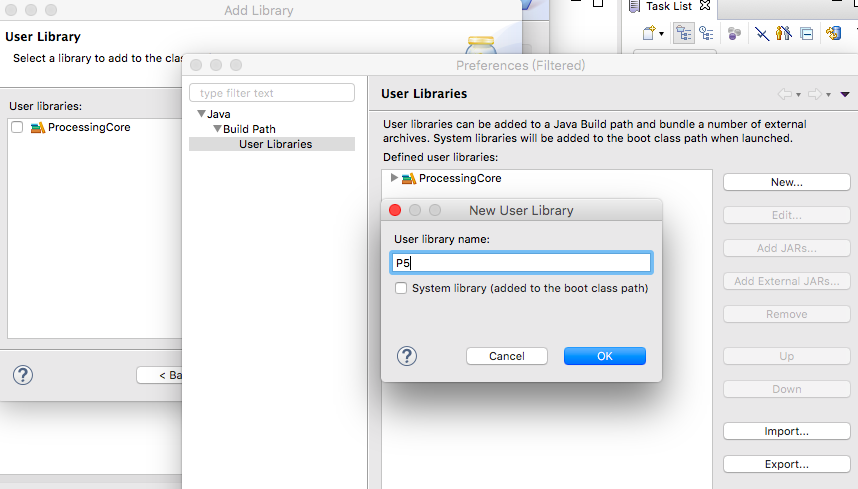 Add Library
Task List
User Library
Select a library to add to the clas
Preferences (Filtered)
type filter text
User Libraries
User libraries:
Java
ProcessingCore
Build Path
User libraries can be added to a Java Build path and bundle a number of external
archives. System libraries will be added to the boot class path when launched.
User Libraries
Defined user libraries:
ProcessingCore
New...
New User Library
Edit...
User library name:
Add JARs...
P5
Add External JARs...
System library (added to the boot class path)
Remove
? Cancel OK
Up
? < Ba
Down
Import...
Export...